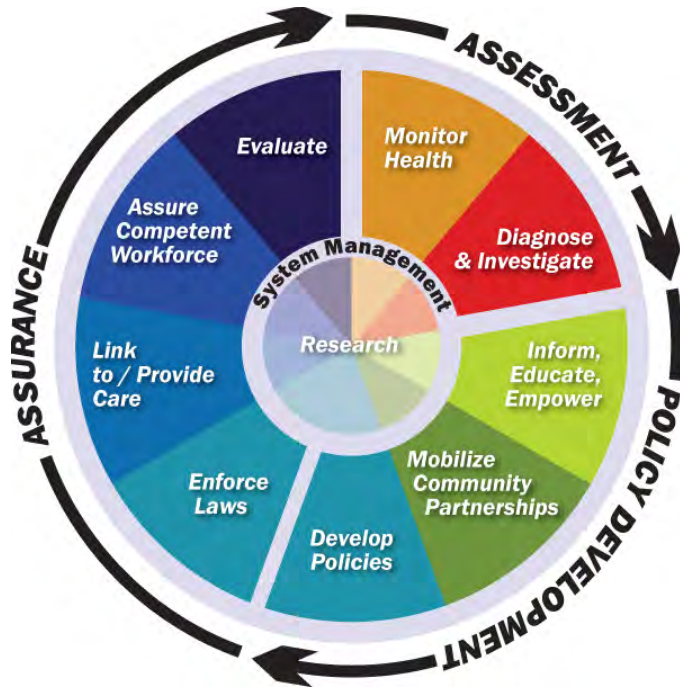 ASSESSMENT
Monitor
Health
Diagnose
& Investigate
POLICY DEVELOPMENT
Inform,
Educate,
Empower
Mobilize
Community
Partnerships
Develop
Policies
ASSURANCE
Enforce
Laws
Link
to / Provide
Care
Assure
Competent
Workforce
Evaluate
System Management
Research